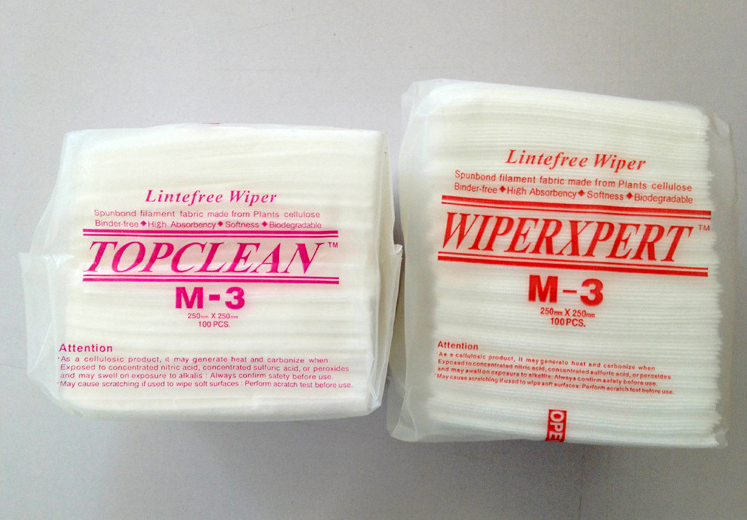 Lintefree Wiper
Spunbond filament fabric made from Plants cellulose
Binder-free ◆ High Absorbency ◆ Softness ◆ Biodegradable
TOPCLEAN™
M-3
250mm X 250mm
100 PCS.
Attention
·As a cellulosic product, it may generate heat and carbonize when
Exposed to concentrated nitric acid, concentrated sulfuric acid, or peroxides
and may swell on exposure to alkalis : Always confirm safety before use.
·May cause scratching if used to wipe soft surfaces : Perform acratch test before use.
Lintefree Wiper
Spunbond filament fabric made from Plants cellulose
Binder-free ◆ High Absorbency ◆ Softness ◆ Biodegradable
WIPERXPERT™
M-3
250mm X 250mm
100 PCS.
Attention
·As a cellulosic product, it may generate heat and carbonize when
Exposed to concentrated nitric acid, concentrated sulfuric acid, or peroxides
and may swell on exposure to alkalis: Always confirm safety before use.
·May cause scratching if used to wipe soft surfaces: Perform acratch test before use.
OPE